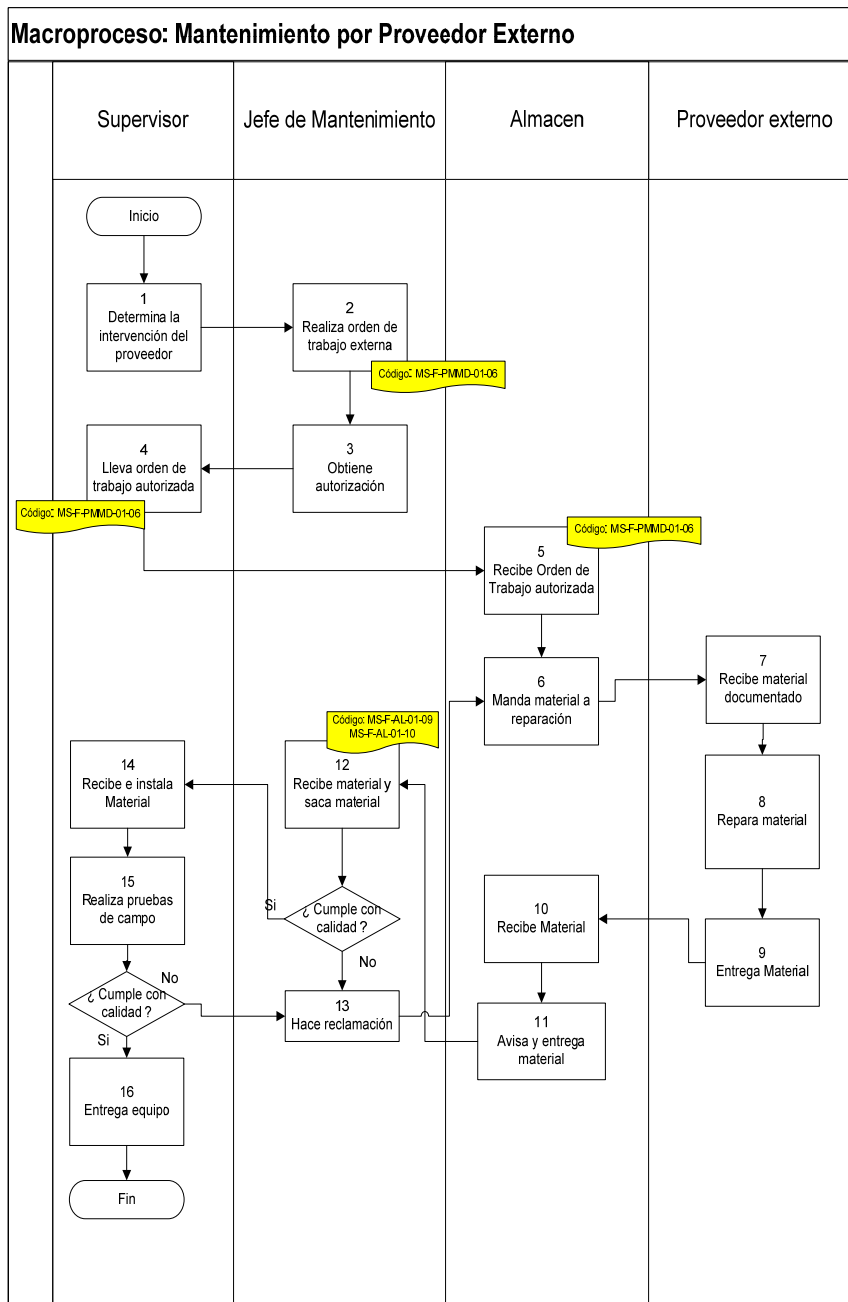 Macroproceso: Mantenimiento por Proveedor Externo
Supervisor
Jefe de Mantenimiento
Almacen
Proveedor externo
Inicio
1
Determina la
intervención del
proveedor
2
Realiza orden de
trabajo externa
Código: MS-F-PMMD-01-06
3
Obtiene
autorización
4
Lleva orden de
trabajo autorizada
Código: MS-F-PMMD-01-06
Código: MS-F-PMMD-01-06
5
Recibe Orden de
Trabajo autorizada
6
Manda material a
reparación
7
Recibe material
documentado
8
Repara material
9
Entrega Material
10
Recibe Material
11
Avisa y entrega
material
Código: MS-F-AL-01-09
MS-F-AL-01-10
12
Recibe material y
saca material
¿ Cumple con
calidad ?
Si
No
13
Hace reclamación
14
Recibe e instala
Material
15
Realiza pruebas
de campo
¿ Cumple con
calidad ?
No
Si
16
Entrega equipo
Fin